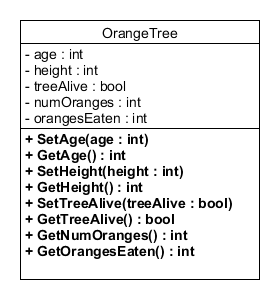 OrangeTree
- age : int
- height : int
- treeAlive : bool
- numOranges : int
- orangesEaten : int
+ SetAge(age : int)
+ GetAge() : int
+ SetHeight(height : int)
+ GetHeight() : int
+ SetTreeAlive(treeAlive : bool)
+ GetTreeAlive() : bool
+ GetNumOranges() : int
+ GetOrangesEaten() : int